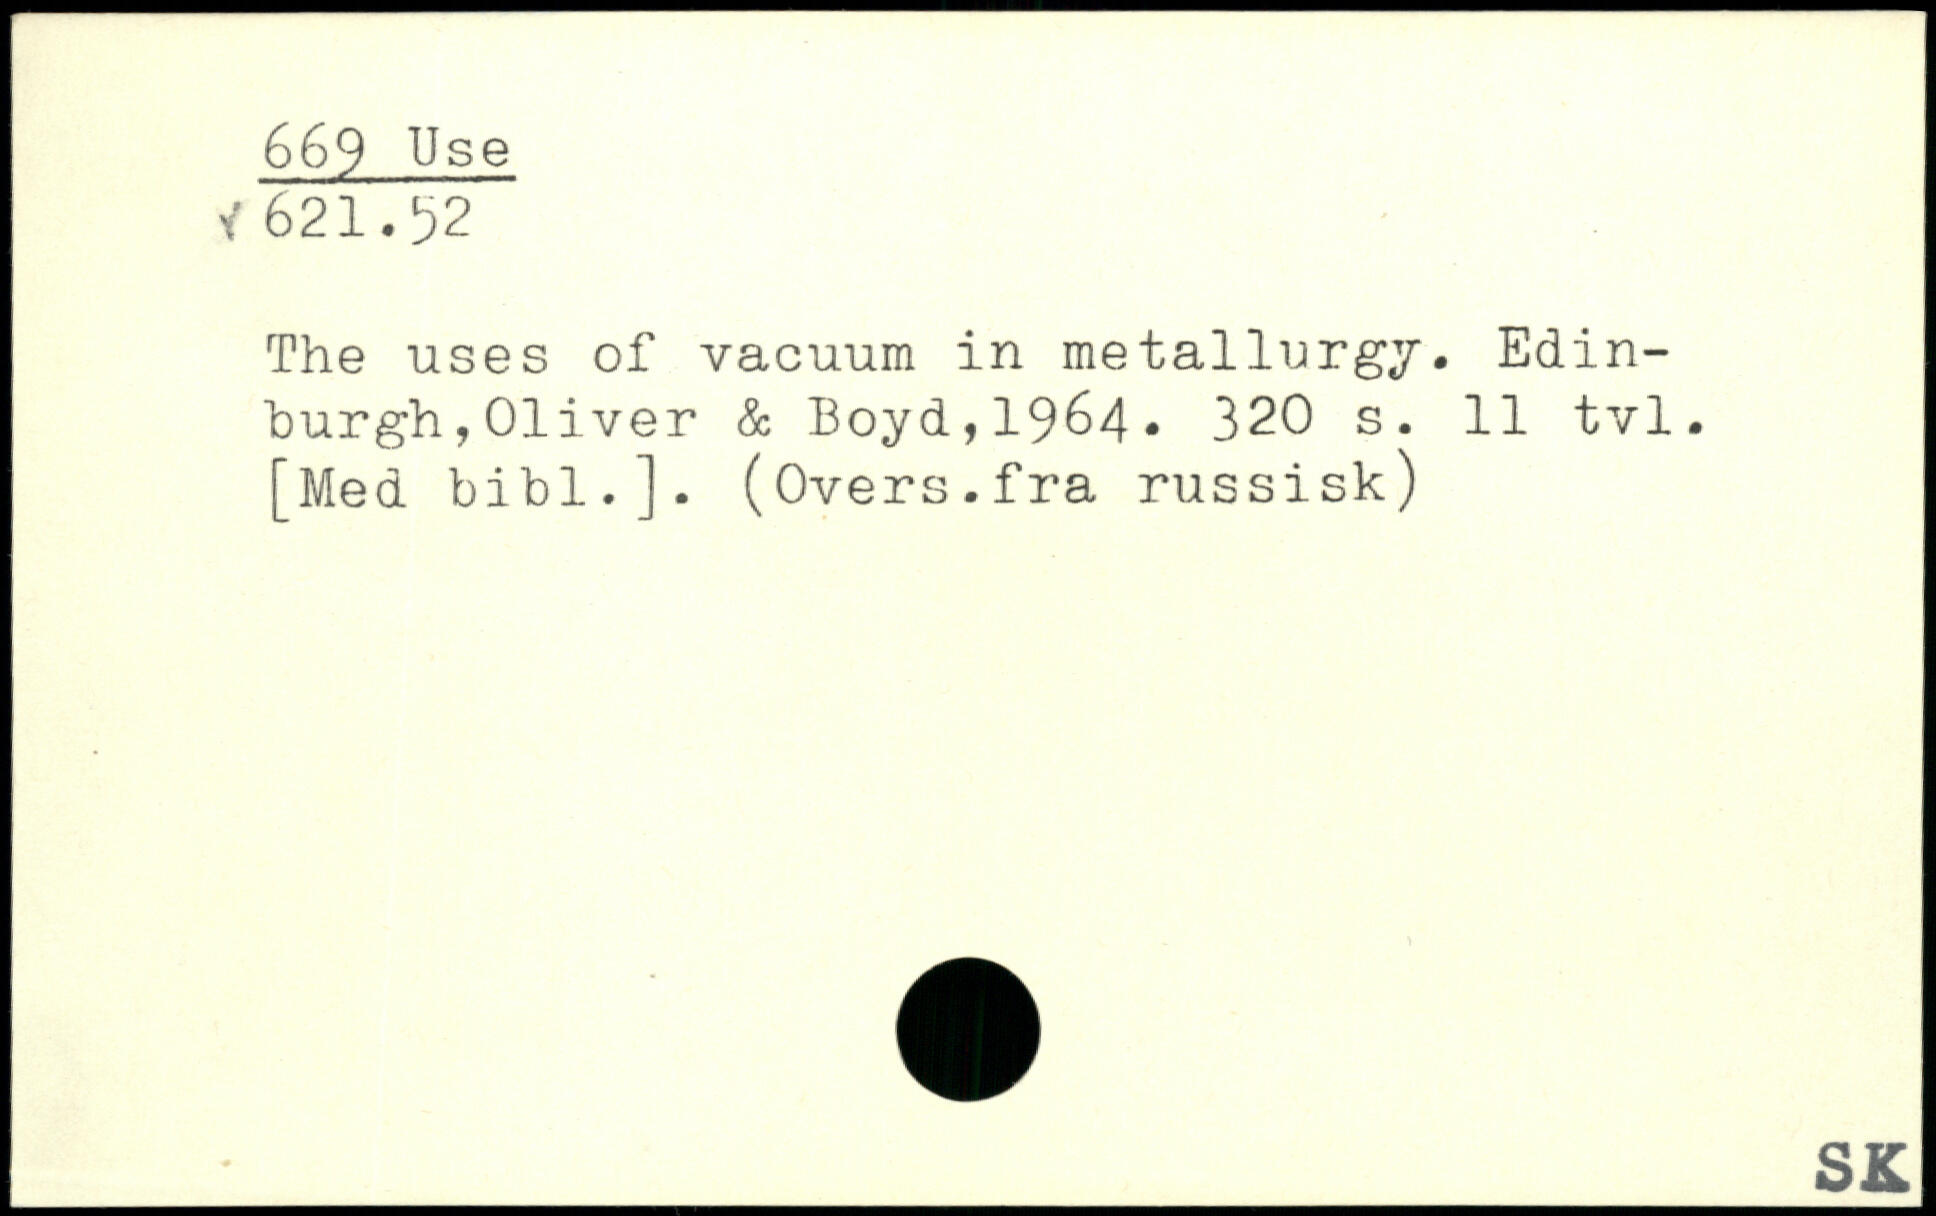 669 Use
621.52
The uses of vacuum in metallurgy. Edin-
burgh,Oliver & Boyd,1964. 320 s. 11 tvl.
[Med bibl.]. (Overs.fra russisk)
SK